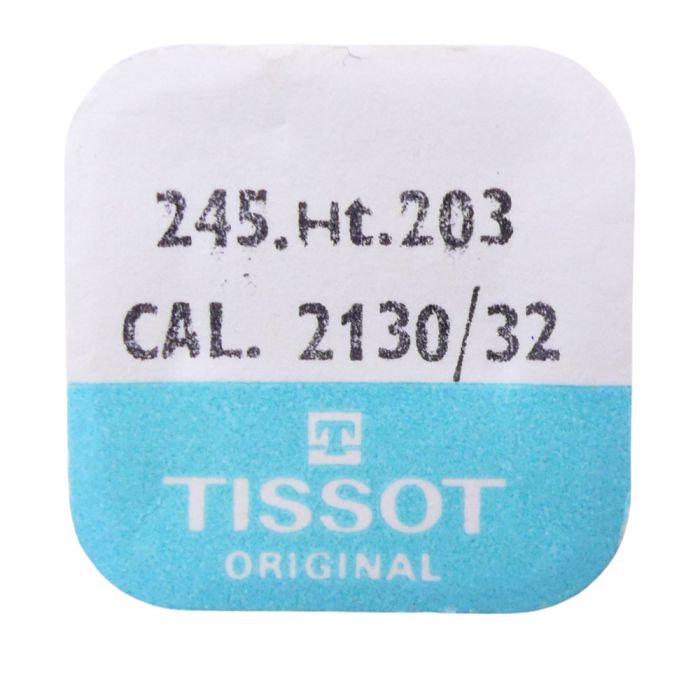 245.Ht.203
CAL. 2130/32
TISSOT
ORIGINAL